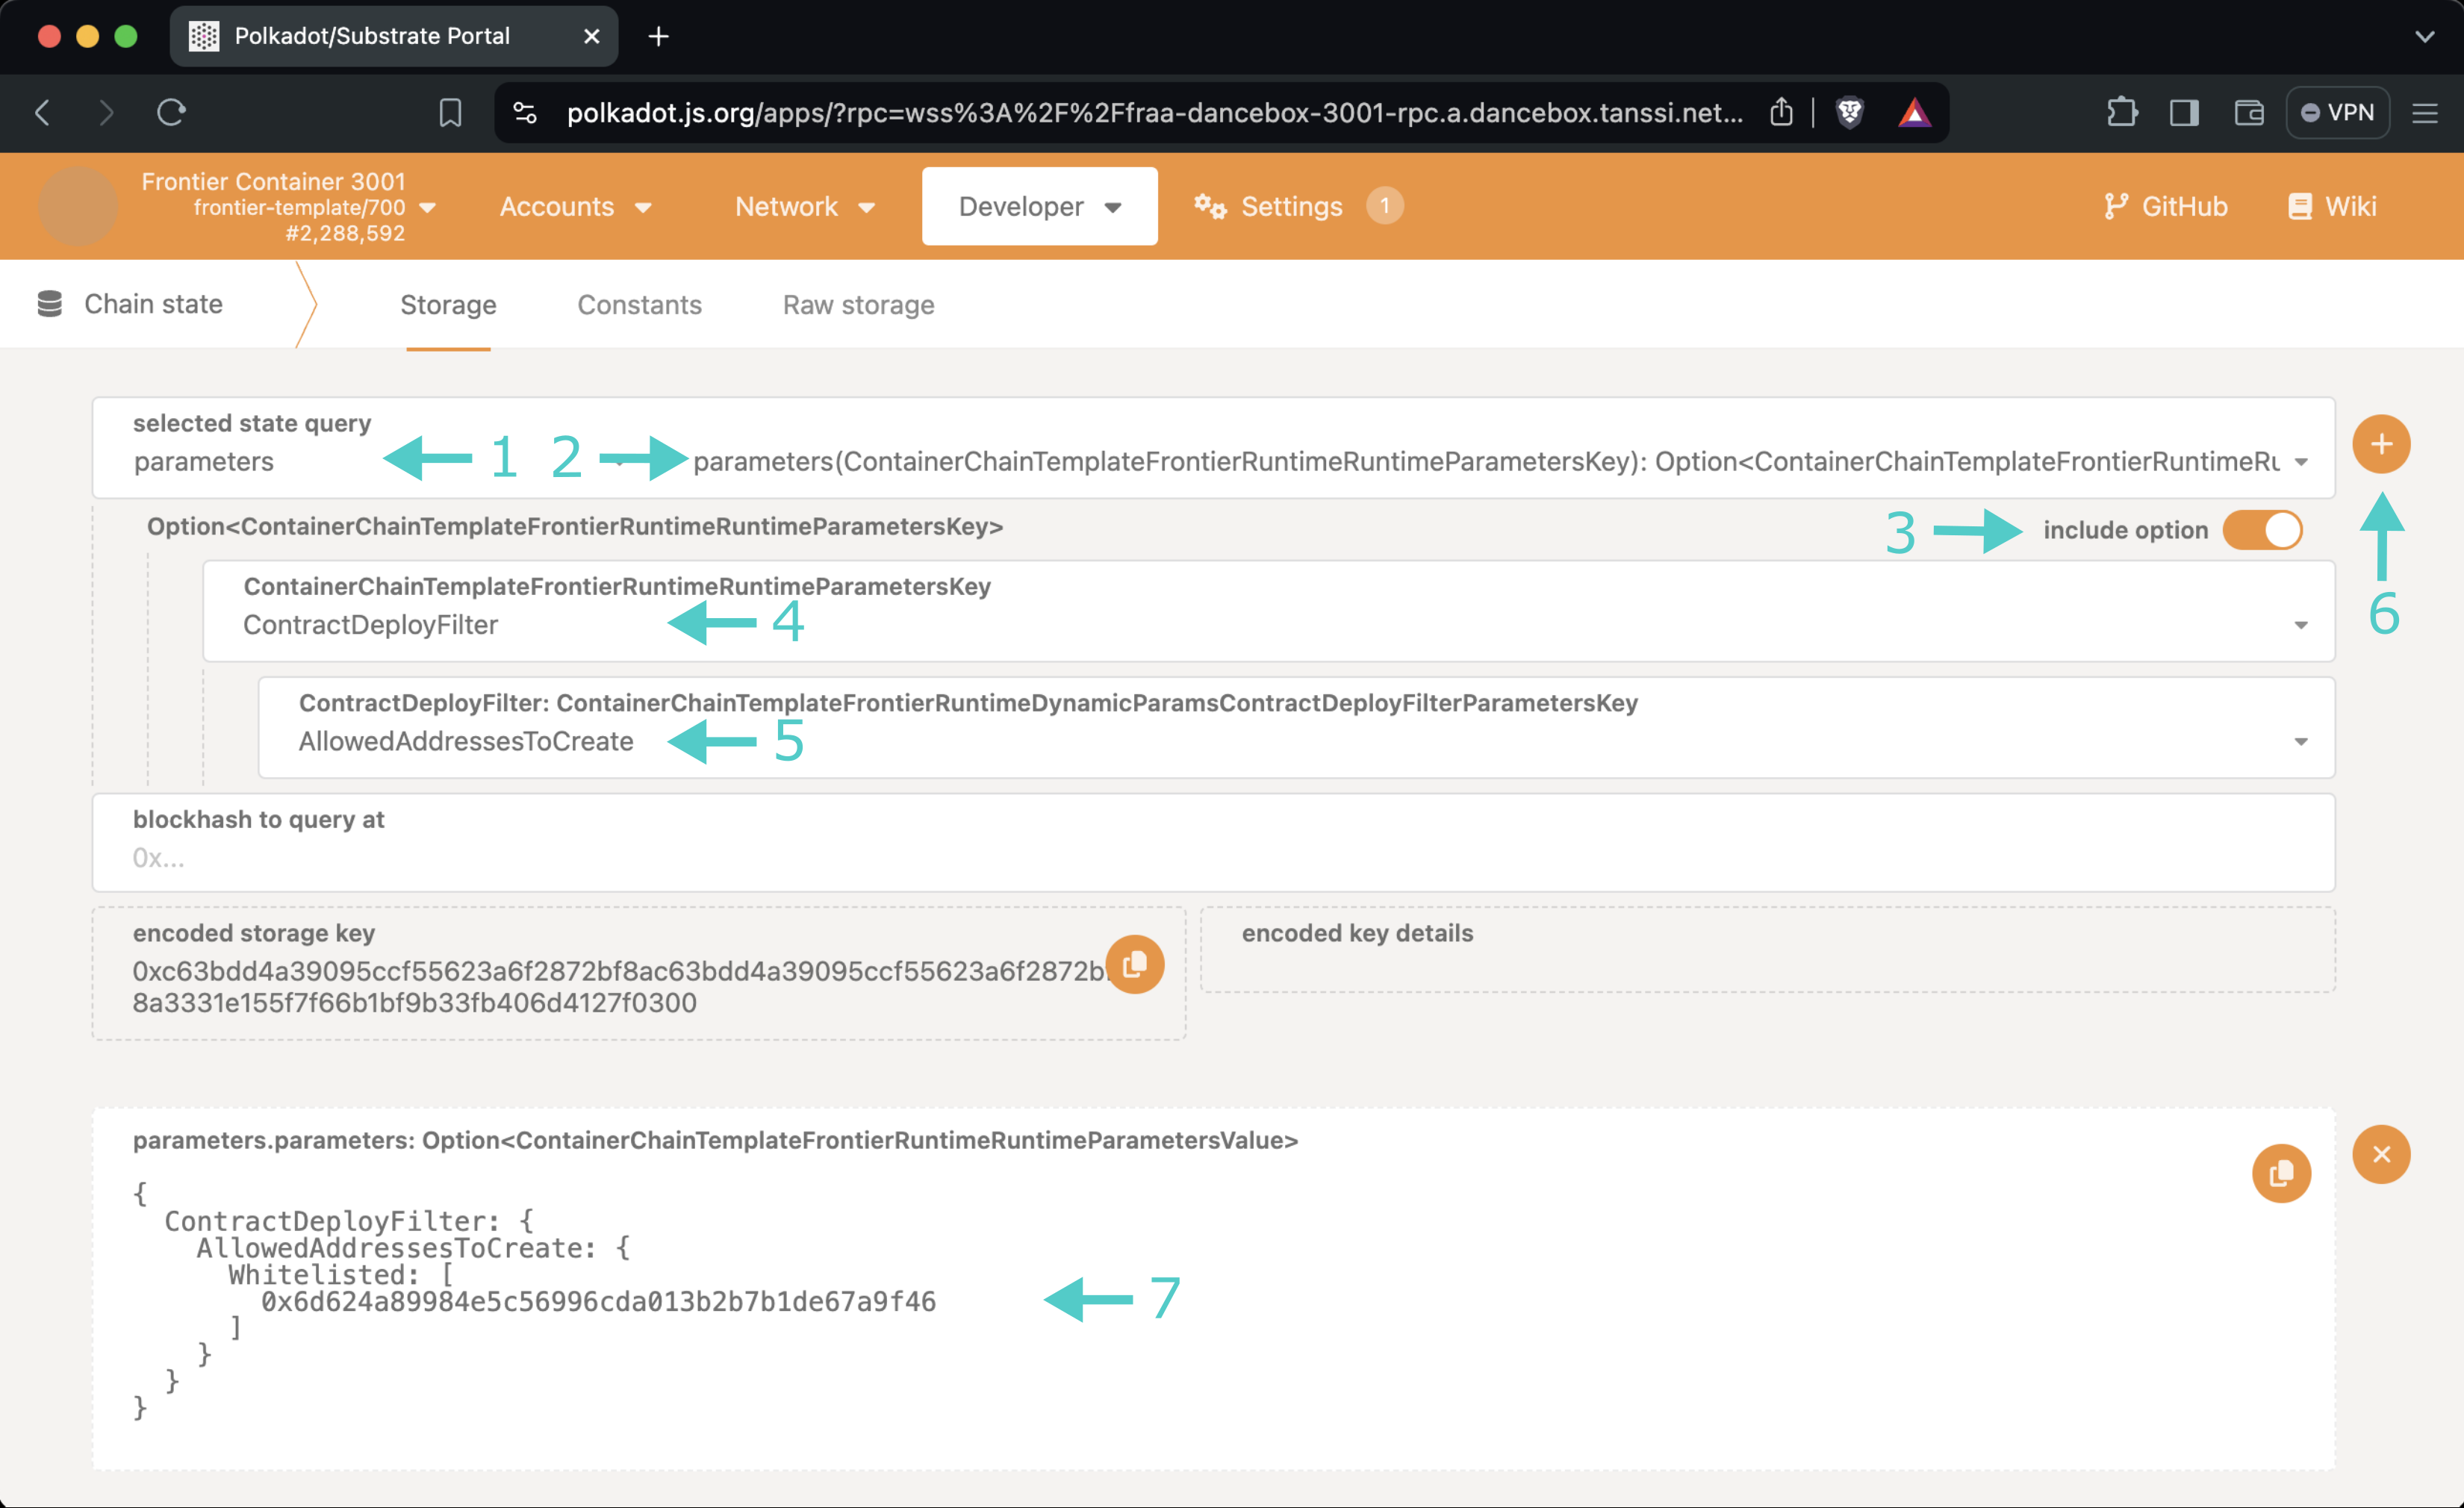 Polkadot/Substrate Portal
polkadot.js.org/apps/?rpc=wss%3A%2F%2Ffraa-dancebox-3001-rpc.a.dancebox.tanssi.net...
VPN
Frontier Container 3001
frontier-template/700
#2,288,592
Accounts
Network
Developer
Settings
1
GitHub
Wiki
Chain state
Storage
Constants
Raw storage
selected state query
parameters
1
2
parameters(ContainerChainTemplateFrontierRuntimeRuntimeParametersKey): Option<ContainerChainTemplateFrontierRuntimeRu
Option<ContainerChainTemplateFrontierRuntimeRuntimeParametersKey>
3
include option
6
ContainerChainTemplateFrontierRuntimeRuntimeParametersKey
ContractDeployFilter
4
ContractDeployFilter: ContainerChainTemplateFrontierRuntimeDynamicParamsContractDeployFilterParametersKey
AllowedAddressesToCreate
5
blockhash to query at
0x...
encoded storage key
0xc63bdd4a39095ccf55623a6f2872bf8ac63bdd4a39095ccf55623a6f2872b
8a3331e155f7f66b1bf9b33fb406d4127f0300
encoded key details
parameters.parameters: Option<ContainerChainTemplateFrontierRuntimeRuntimeParametersValue>
{
ContractDeployFilter: {
AllowedAddressesToCreate: {
Whitelisted: [
0x6d624a89984e5c56996cda013b2b7b1de67a9f46
7
]
}
}
}